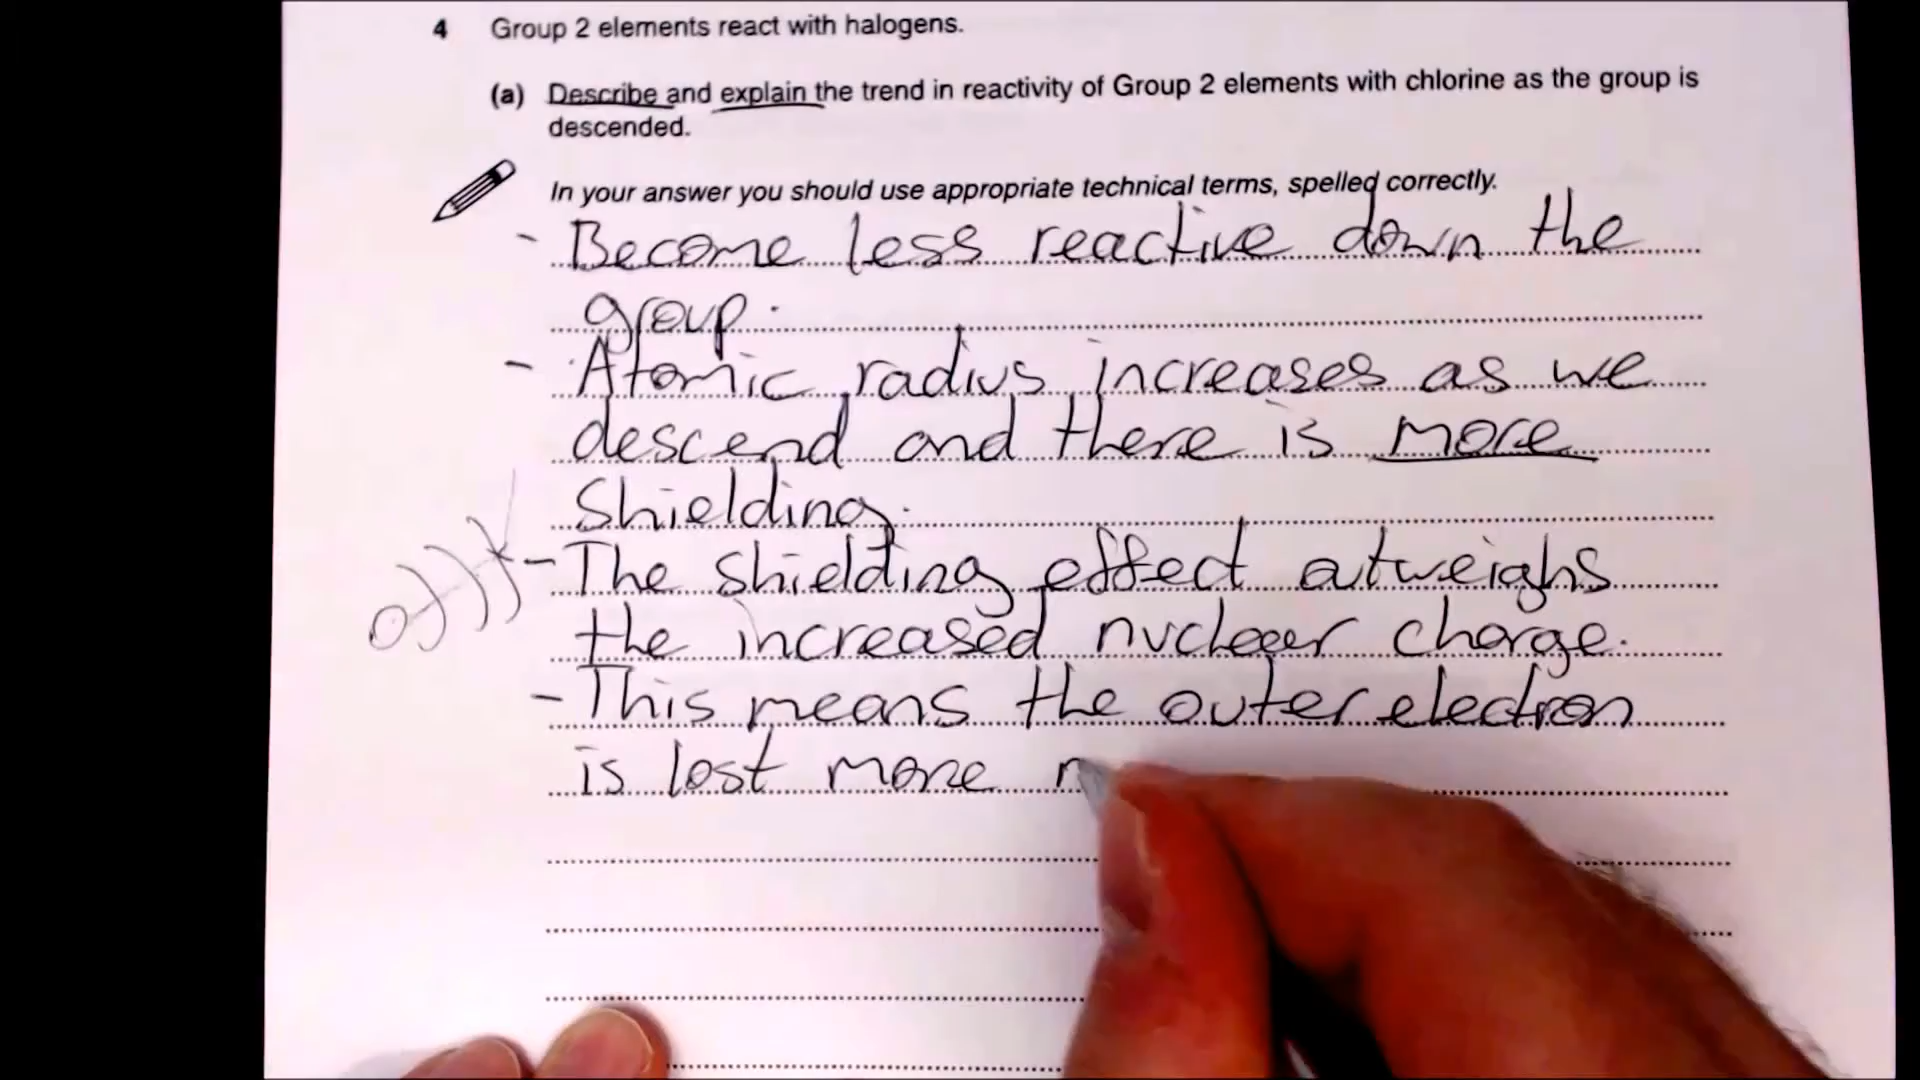 4 Group 2 elements react with halogens.
(a) Describe and explain the trend in reactivity of Group 2 elements with chlorine as the group is
descended.
In your answer you should use appropriate technical terms, spelled correctly.
- Become less reactive down the
group.
- Atomic radius increases as we
descend and there is more
Shielding.
- The shielding effect outweighs
the increased nuclear charge.
- This means the outer electron
is lost more